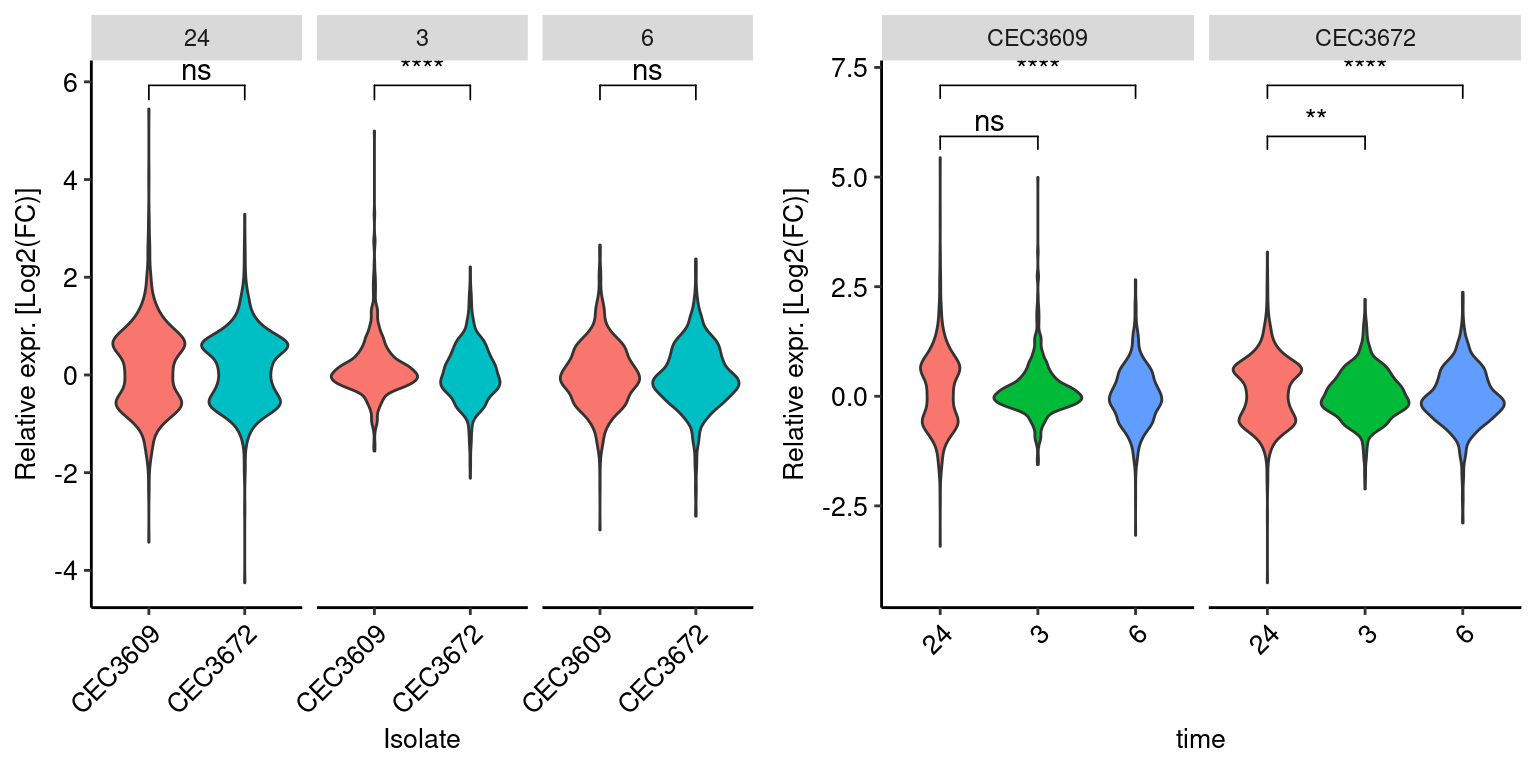 24 3 6
ns **** ns
6
4
2
0
-2
-4
Relative expr. [Log2(FC)]
CEC3609 CEC3672 CEC3609 CEC3672 CEC3609 CEC3672
Isolate
CEC3609 CEC3672
**** ****
ns **
7.5
5.0
2.5
0.0
-2.5
Relative expr. [Log2(FC)]
24 3 6 24 3 6
time